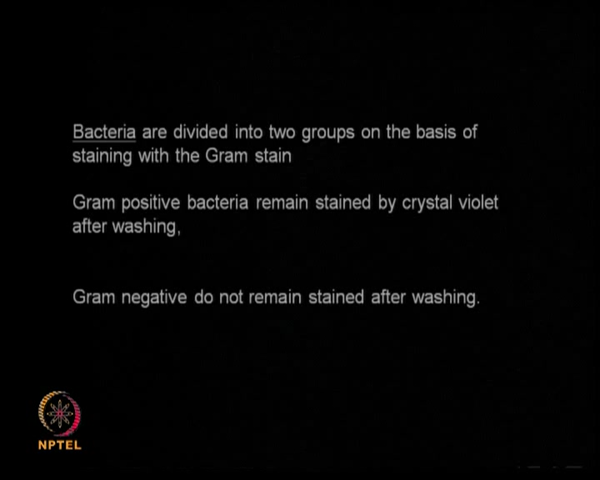 Bacteria are divided into two groups on the basis of
staining with the Gram stain
Gram positive bacteria remain stained by crystal violet
after washing,
Gram negative do not remain stained after washing.
NPTEL